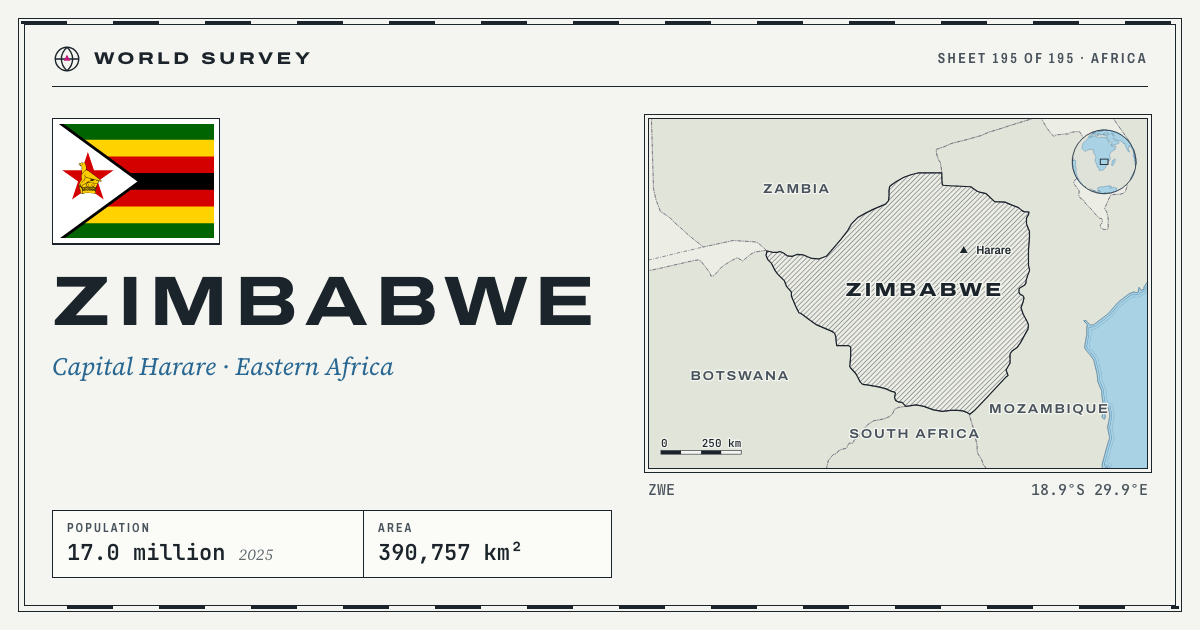 WORLD SURVEY
SHEET 195 OF 195 · AFRICA
ZIMBABWE
Capital Harare · Eastern Africa
POPULATION
17.0 million 2025
AREA
390,757 km²
ZAMBIA
Harare
ZIMBABWE
BOTSWANA
MOZAMBIQUE
SOUTH AFRICA
0 250 km
ZWE
18.9°S 29.9°E